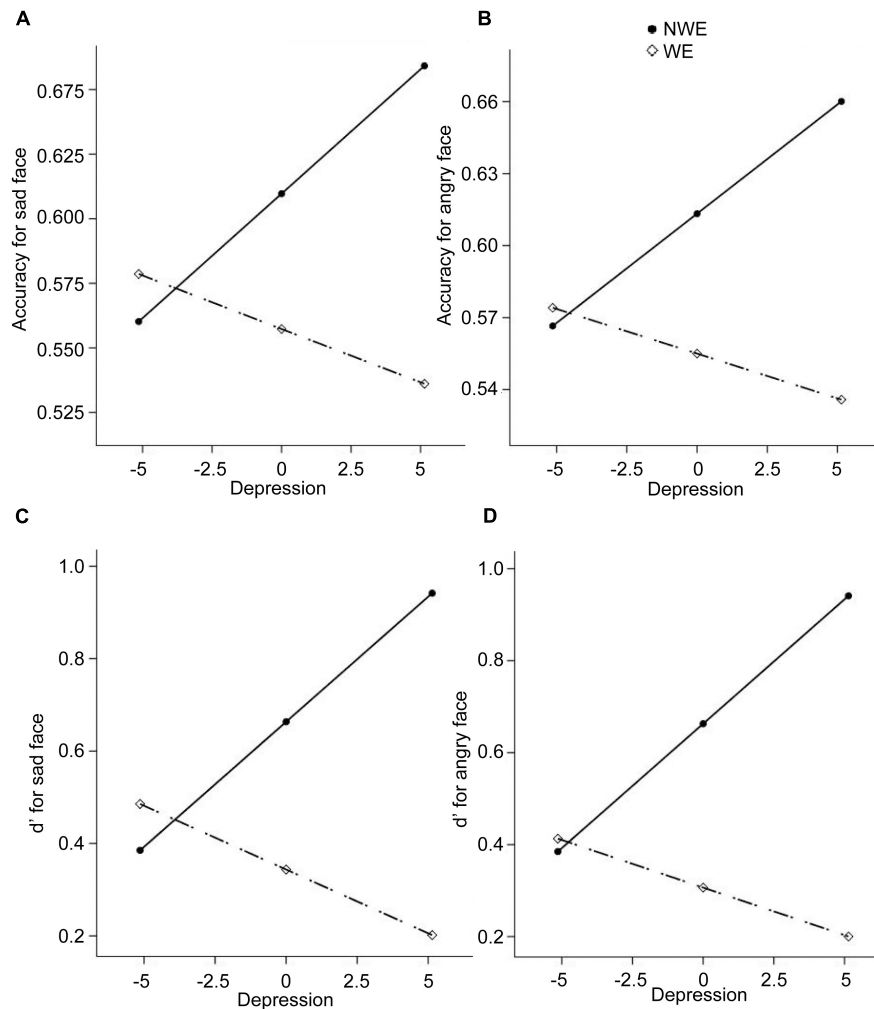 A
B
NWE
WE
Accuracy for sad face
0.675
0.625
0.600
0.575
0.550
0.525
-5
-2.5
0
2.5
5
Depression
Accuracy for angry face
0.66
0.63
0.60
0.57
0.54
-5
-2.5
0
2.5
5
Depression
C
D
d' for sad face
1.0
0.8
0.6
0.4
0.2
-5
-2.5
0
2.5
5
Depression
d' for angry face
1.0
0.8
0.6
0.4
0.2
-5
-2.5
0
2.5
5
Depression